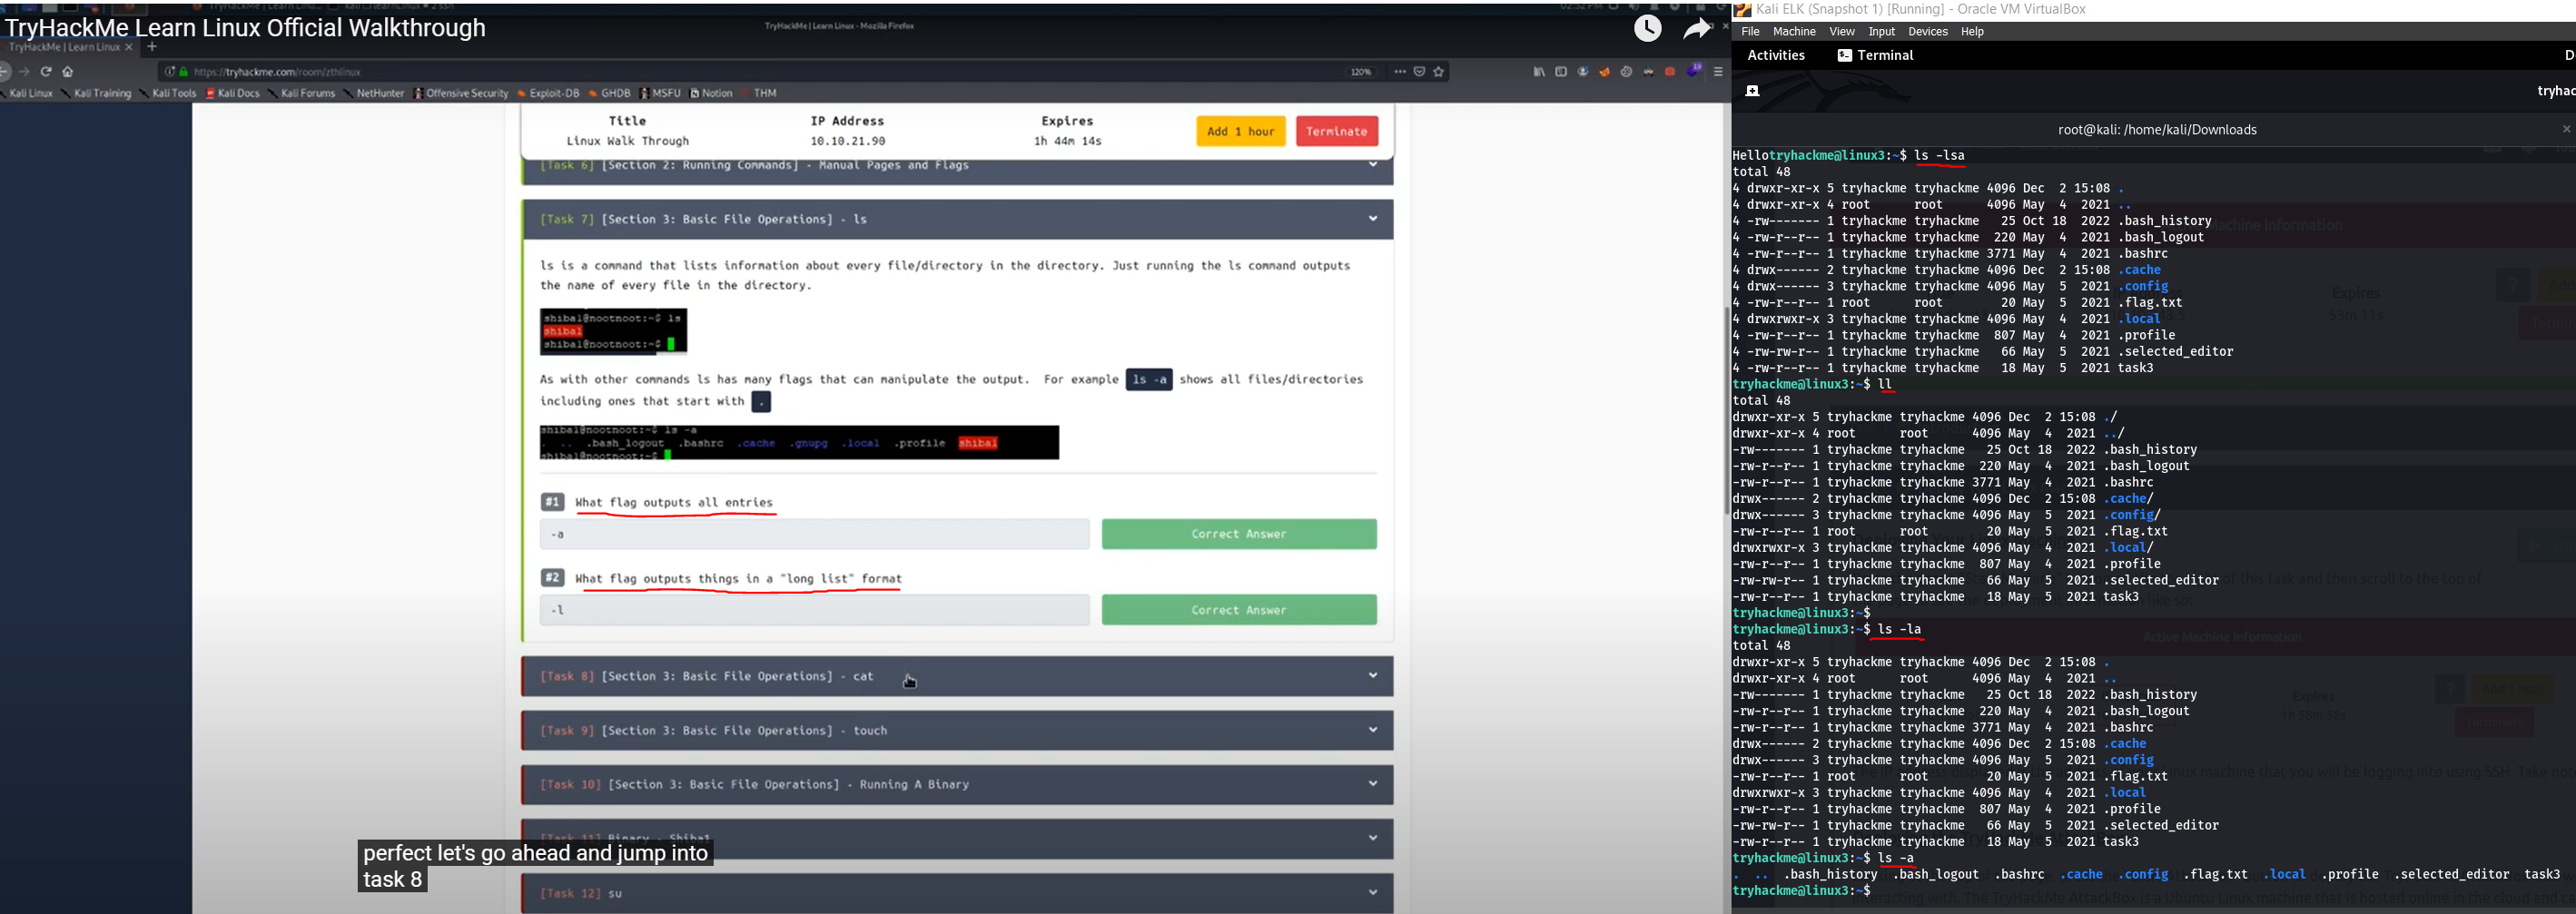 TryHackMe Learn Linux Official Walkthrough
TryHackMe | Learn Linux - Mozilla Firefox
TryHackMe | Learn Linux
https://tryhackme.com/room/zthlinux
120%
Kali Linux Kali Training Kali Tools Kali Docs Kali Forums NetHunter Offensive Security Exploit-DB GHDB MSFU Notion THM
Title IP Address Expires
Linux Walk Through 10.10.21.90 1h 44m 14s
Add 1 hour Terminate
[Task 6] [Section 2: Running Commands] - Manual Pages and Flags
[Task 7] [Section 3: Basic File Operations] - ls
ls is a command that lists information about every file/directory in the directory. Just running the ls command outputs
the name of every file in the directory.
shiba1@nootnoot:~$ ls
shiba1
shiba1@nootnoot:~$
As with other commands ls has many flags that can manipulate the output. For example ls -a shows all files/directories
including ones that start with .
shiba1@nootnoot:~$ ls -a
. .. .bash_logout .bashrc .cache .gnupg .local .profile shiba1
shiba1@nootnoot:~$
#1 What flag outputs all entries
-a Correct Answer
#2 What flag outputs things in a "long list" format
-l Correct Answer
[Task 8] [Section 3: Basic File Operations] - cat
[Task 9] [Section 3: Basic File Operations] - touch
[Task 10] [Section 3: Basic File Operations] - Running A Binary
[Task 11] Binary - Shiba1
perfect let's go ahead and jump into
task 8
[Task 12] su
Kali ELK (Snapshot 1) [Running] - Oracle VM VirtualBox
File Machine View Input Devices Help
Activities Terminal
root@kali: /home/kali/Downloads
Hellotryhackme@linux3:~$ ls -lsa
total 48
4 drwxr-xr-x 5 tryhackme tryhackme 4096 Dec 2 15:08 .
4 drwxr-xr-x 4 root root 4096 May 4 2021 ..
4 -rw------- 1 tryhackme tryhackme 25 Oct 18 2022 .bash_history
4 -rw-r--r-- 1 tryhackme tryhackme 220 May 4 2021 .bash_logout
4 -rw-r--r-- 1 tryhackme tryhackme 3771 May 4 2021 .bashrc
4 drwx------ 2 tryhackme tryhackme 4096 Dec 2 15:08 .cache
4 drwx------ 3 tryhackme tryhackme 4096 May 5 2021 .config
4 -rw-r--r-- 1 root root 20 May 5 2021 .flag.txt
4 drwxrwxr-x 3 tryhackme tryhackme 4096 May 4 2021 .local
4 -rw-r--r-- 1 tryhackme tryhackme 807 May 4 2021 .profile
4 -rw-rw-r-- 1 tryhackme tryhackme 66 May 5 2021 .selected_editor
4 -rw-r--r-- 1 tryhackme tryhackme 18 May 5 2021 task3
tryhackme@linux3:~$ ll
total 48
drwxr-xr-x 5 tryhackme tryhackme 4096 Dec 2 15:08 ./
drwxr-xr-x 4 root root 4096 May 4 2021 ../
-rw------- 1 tryhackme tryhackme 25 Oct 18 2022 .bash_history
-rw-r--r-- 1 tryhackme tryhackme 220 May 4 2021 .bash_logout
-rw-r--r-- 1 tryhackme tryhackme 3771 May 4 2021 .bashrc
drwx------ 2 tryhackme tryhackme 4096 Dec 2 15:08 .cache/
drwx------ 3 tryhackme tryhackme 4096 May 5 2021 .config/
-rw-r--r-- 1 root root 20 May 5 2021 .flag.txt
drwxrwxr-x 3 tryhackme tryhackme 4096 May 4 2021 .local/
-rw-r--r-- 1 tryhackme tryhackme 807 May 4 2021 .profile
-rw-rw-r-- 1 tryhackme tryhackme 66 May 5 2021 .selected_editor
-rw-r--r-- 1 tryhackme tryhackme 18 May 5 2021 task3
tryhackme@linux3:~$
tryhackme@linux3:~$ ls -la
total 48
drwxr-xr-x 5 tryhackme tryhackme 4096 Dec 2 15:08 .
drwxr-xr-x 4 root root 4096 May 4 2021 ..
-rw------- 1 tryhackme tryhackme 25 Oct 18 2022 .bash_history
-rw-r--r-- 1 tryhackme tryhackme 220 May 4 2021 .bash_logout
-rw-r--r-- 1 tryhackme tryhackme 3771 May 4 2021 .bashrc
drwx------ 2 tryhackme tryhackme 4096 Dec 2 15:08 .cache
drwx------ 3 tryhackme tryhackme 4096 May 5 2021 .config
-rw-r--r-- 1 root root 20 May 5 2021 .flag.txt
drwxrwxr-x 3 tryhackme tryhackme 4096 May 4 2021 .local
-rw-r--r-- 1 tryhackme tryhackme 807 May 4 2021 .profile
-rw-rw-r-- 1 tryhackme tryhackme 66 May 5 2021 .selected_editor
-rw-r--r-- 1 tryhackme tryhackme 18 May 5 2021 task3
tryhackme@linux3:~$ ls -a
. .. .bash_history .bash_logout .bashrc .cache .config .flag.txt .local .profile .selected_editor task3
tryhackme@linux3:~$